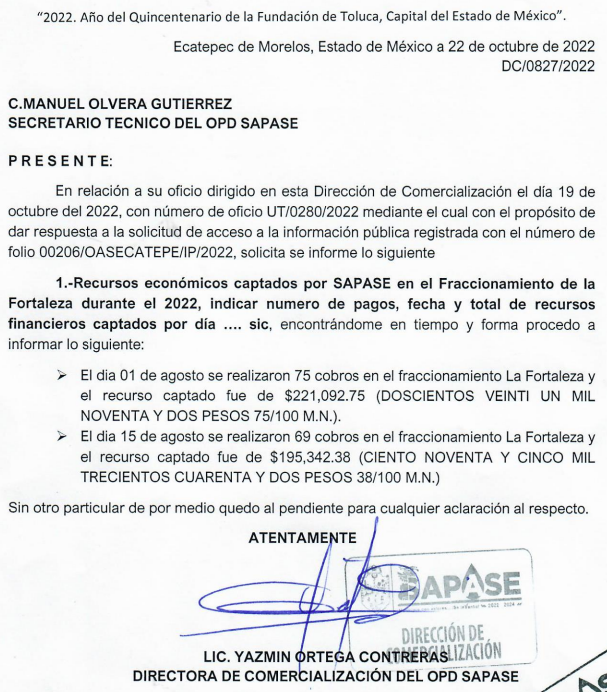 “2022. Año del Quincentenario de la Fundación de Toluca, Capital del Estado de México”.
Ecatepec de Morelos, Estado de México a 22 de octubre de 2022
DC/0827/2022
C.MANUEL OLVERA GUTIERREZ
SECRETARIO TECNICO DEL OPD SAPASE
P R E S E N T E:
En relación a su oficio dirigido en esta Dirección de Comercialización el día 19 de
octubre del 2022, con número de oficio UT/0280/2022 mediante el cual con el propósito de
dar respuesta a la solicitud de acceso a la información pública registrada con el número de
folio 00206/OASECATEPE/IP/2022, solicita se informe lo siguiente
1.-Recursos económicos captados por SAPASE en el Fraccionamiento de la
Fortaleza durante el 2022, indicar numero de pagos, fecha y total de recursos
financieros captados por día .... sic, encontrándome en tiempo y forma procedo a
informar lo siguiente:
➢ El dia 01 de agosto se realizaron 75 cobros en el fraccionamiento La Fortaleza y
el recurso captado fue de $221,092.75 (DOSCIENTOS VEINTI UN MIL
NOVENTA Y DOS PESOS 75/100 M.N.).
➢ El dia 15 de agosto se realizaron 69 cobros en el fraccionamiento La Fortaleza y
el recurso captado fue de $195,342.38 (CIENTO NOVENTA Y CINCO MIL
TRECIENTOS CUARENTA Y DOS PESOS 38/100 M.N.)
Sin otro particular de por medio quedo al pendiente para cualquier aclaración al respecto.
ATENTAMENTE
SAPASE
DIRECCIÓN DE
COMERCIALIZACIÓN
LIC. YAZMIN ORTEGA CONTRERAS
DIRECTORA DE COMERCIALIZACIÓN DEL OPD SAPASE